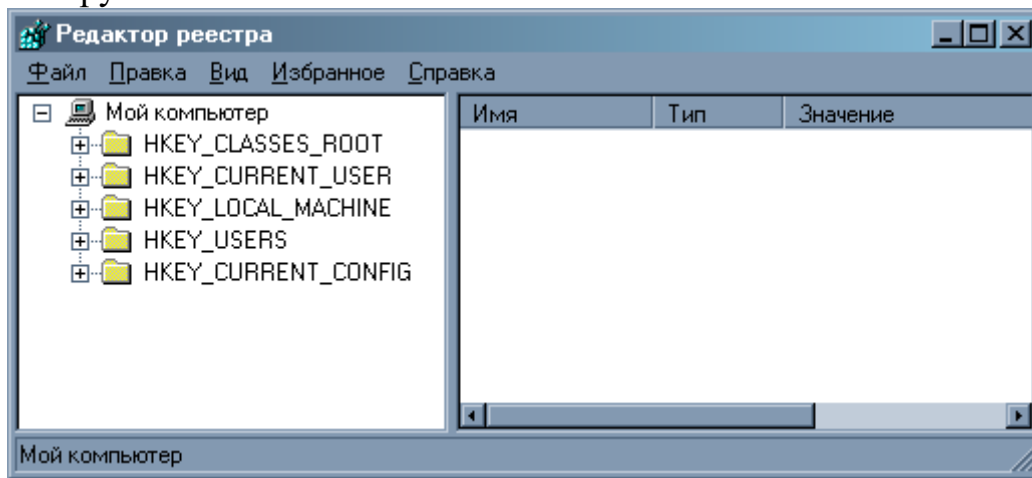 Редактор реестра
Файл Правка Вид Избранное Справка
Мой компьютер
HKEY_CLASSES_ROOT
HKEY_CURRENT_USER
HKEY_LOCAL_MACHINE
HKEY_USERS
HKEY_CURRENT_CONFIG
Имя Тип Значение
Мой компьютер